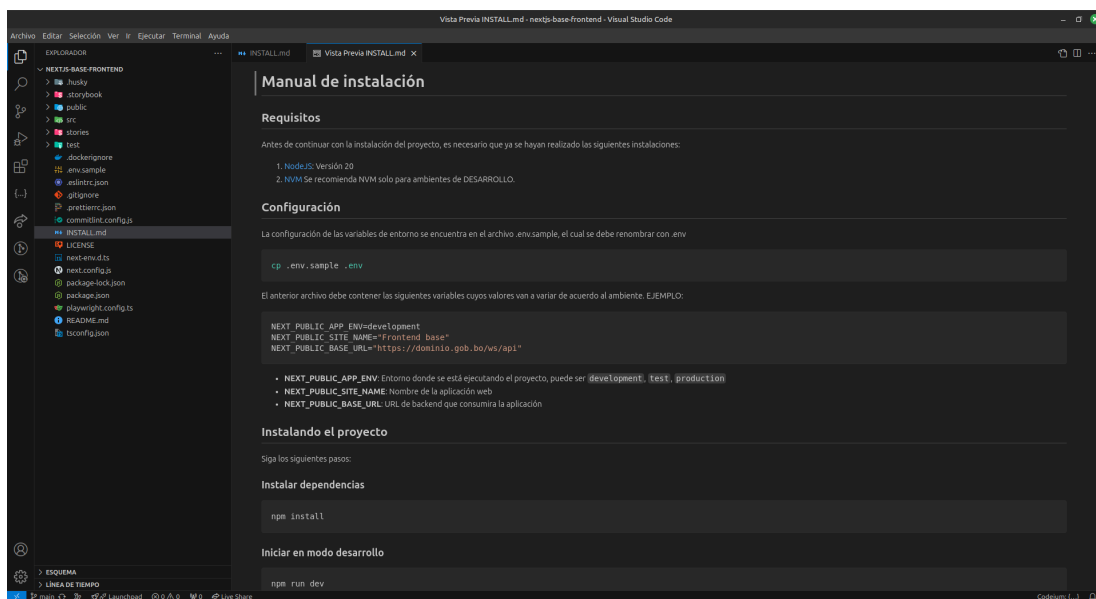 Vista Previa INSTALL.md - nextjs-base-frontend - Visual Studio Code
Archivo Editar Selección Ver Ir Ejecutar Terminal Ayuda
EXPLORADOR
INSTALL.md
Vista Previa INSTALL.md
NEXTJS-BASE-FRONTEND
.husky
.storybook
public
src
stories
test
.dockerignore
.env.sample
.eslintrc.json
.gitignore
.prettierrc.json
commitlint.config.js
INSTALL.md
LICENSE
next-env.d.ts
next.config.js
package-lock.json
package.json
playwright.config.ts
README.md
tsconfig.json
ESQUEMA
LÍNEA DE TIEMPO
Manual de instalación
Requisitos
Antes de continuar con la instalación del proyecto, es necesario que ya se hayan realizado las siguientes instalaciones:
1. NodeJS: Versión 20
2. NVM Se recomienda NVM solo para ambientes de DESARROLLO.
Configuración
La configuración de las variables de entorno se encuentra en el archivo .env.sample, el cual se debe renombrar con .env
cp .env.sample .env
El anterior archivo debe contener las siguientes variables cuyos valores van a variar de acuerdo al ambiente. EJEMPLO:
NEXT_PUBLIC_APP_ENV=development
NEXT_PUBLIC_SITE_NAME="Frontend base"
NEXT_PUBLIC_BASE_URL="https://dominio.gob.bo/ws/api"
• NEXT_PUBLIC_APP_ENV: Entorno donde se está ejecutando el proyecto, puede ser development, test, production
• NEXT_PUBLIC_SITE_NAME: Nombre de la aplicación web
• NEXT_PUBLIC_BASE_URL: URL de backend que consumira la aplicación
Instalando el proyecto
Siga los siguientes pasos:
Instalar dependencias
npm install
Iniciar en modo desarrollo
npm run dev
main Launchpad 0 0 0 Live Share Codeium: {...}